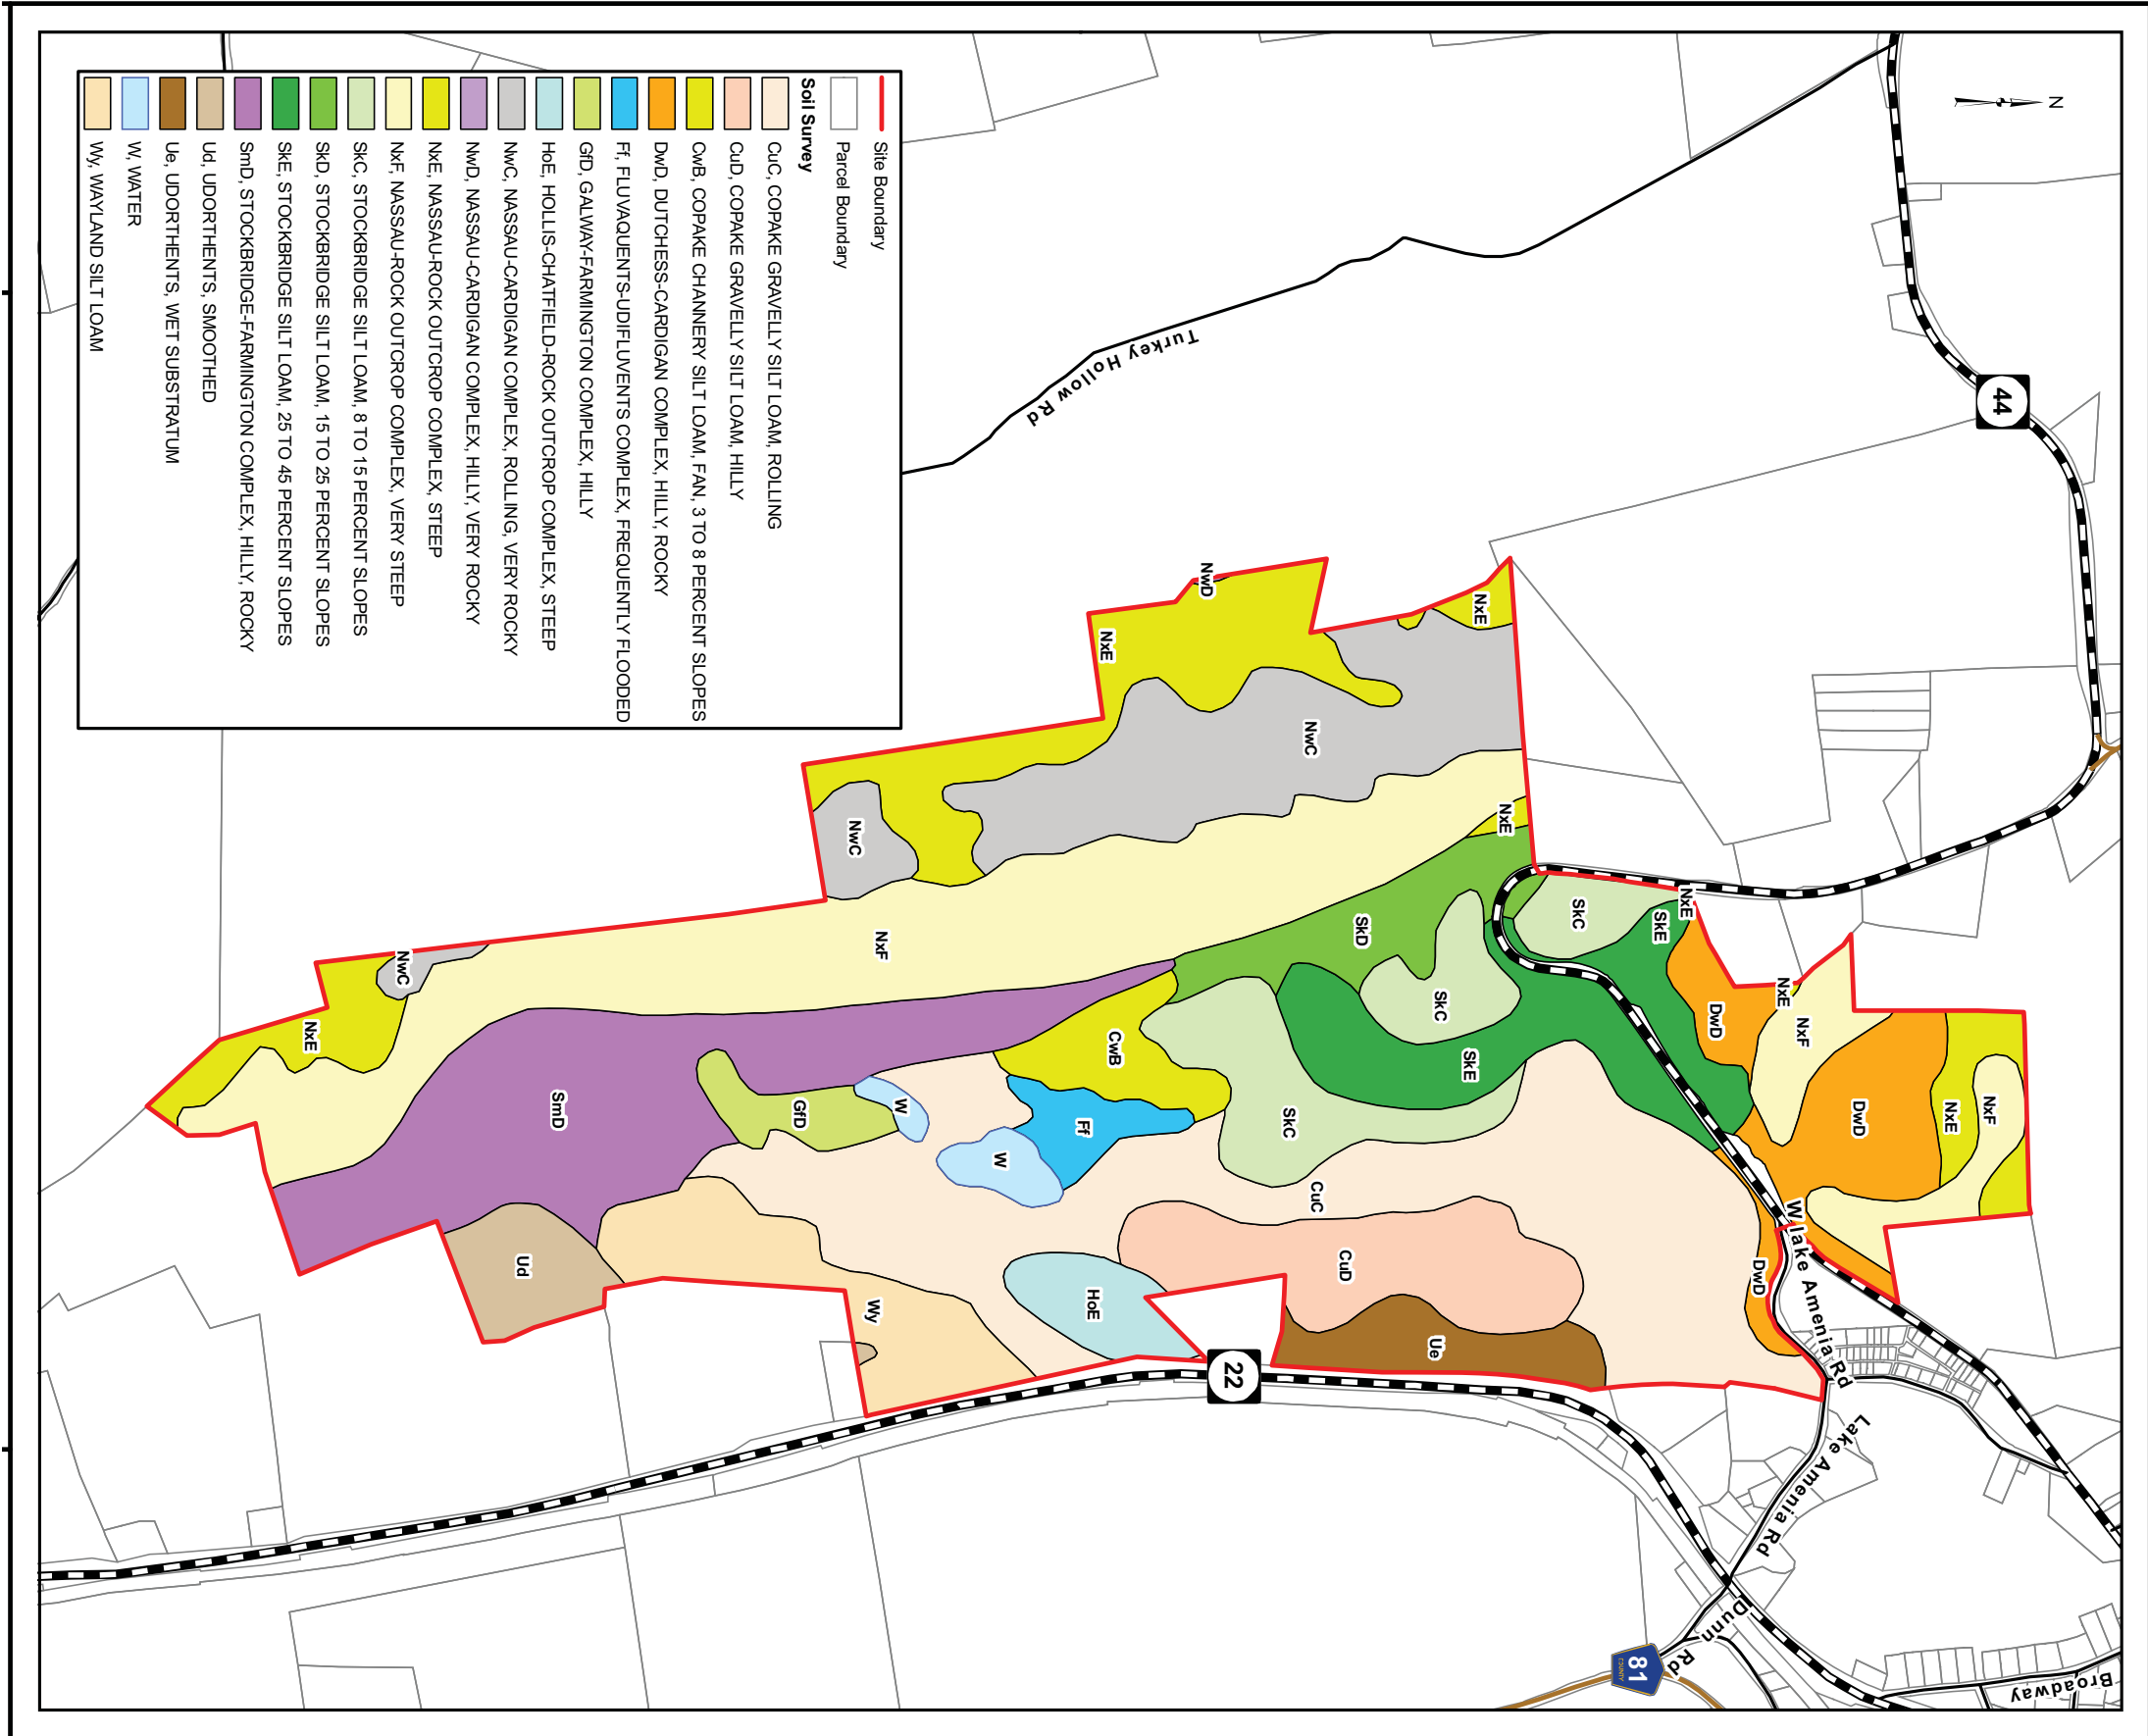 N
Site Boundary
Parcel Boundary
Soil Survey
CuC, COPAKE GRAVELLY SILT LOAM, ROLLING
CuD, COPAKE GRAVELLY SILT LOAM, HILLY
CwB, COPAKE CHANNERY SILT LOAM, FAN, 3 TO 8 PERCENT SLOPES
DwD, DUTCHESS-CARDIGAN COMPLEX, HILLY, ROCKY
Ff, FLUVAQUENTS-UDIFLUVENTS COMPLEX, FREQUENTLY FLOODED
GfD, GALWAY-FARMINGTON COMPLEX, HILLY
HoE, HOLLIS-CHATFIELD-ROCK OUTCROP COMPLEX, STEEP
NwC, NASSAU-CARDIGAN COMPLEX, ROLLING, VERY ROCKY
NwD, NASSAU-CARDIGAN COMPLEX, HILLY, VERY ROCKY
NxE, NASSAU-ROCK OUTCROP COMPLEX, STEEP
NxF, NASSAU-ROCK OUTCROP COMPLEX, VERY STEEP
SkC, STOCKBRIDGE SILT LOAM, 8 TO 15 PERCENT SLOPES
SkD, STOCKBRIDGE SILT LOAM, 15 TO 25 PERCENT SLOPES
SkE, STOCKBRIDGE SILT LOAM, 25 TO 45 PERCENT SLOPES
SmD, STOCKBRIDGE-FARMINGTON COMPLEX, HILLY, ROCKY
Ud, UDORTHENTS, SMOOTHED
Ue, UDORTHENTS, WET SUBSTRATUM
W, WATER
Wy, WAYLAND SILT LOAM
44
Turkey Hollow Rd
NxF
NxE
DwD
NxF
NxE
DwD
NxE
SkE
SkC
W lake Amenia Rd
DwD
Lake Amenia Rd
Broadway
Dunn Rd
81
COUNTY
NxE
NxE
NwC
NwD
NxE
SkD
SkC
SkE
SkC
CuC
CuD
Ue
22
CwB
Ff
HoE
W
W
NwC
NxF
GfD
Wy
SmD
Ud
NwC
NxE